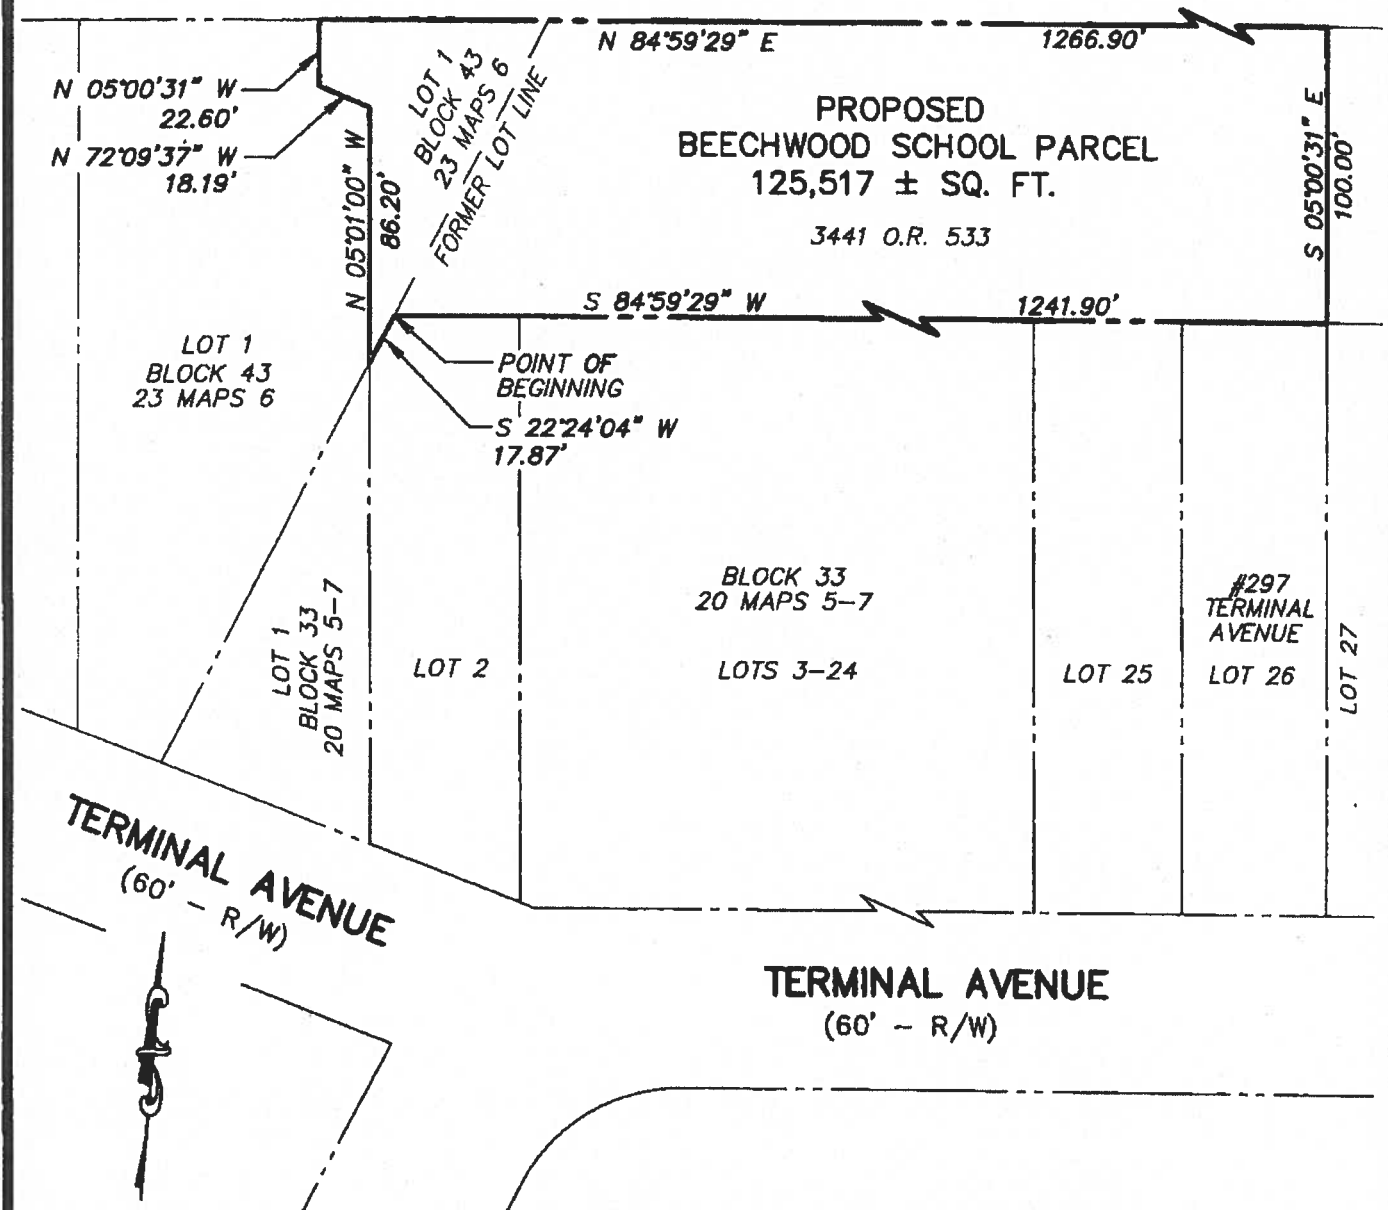 N 84°59'29" E
1266.90'
N 05°00'31" W
22.60'
N 72°09'37" W
18.19'
LOT 1
BLOCK 43
23 MAPS 6
FORMER LOT LINE
N 05°01'00" W
86.20'
PROPOSED
BEECHWOOD SCHOOL PARCEL
125,517 ± SQ. FT.
3441 O.R. 533
S 05°00'31" E
100.00'
S 84°59'29" W
1241.90'
LOT 1
BLOCK 43
23 MAPS 6
POINT OF
BEGINNING
S 22°24'04" W
17.87'
LOT 1
BLOCK 33
20 MAPS 5-7
LOT 2
BLOCK 33
20 MAPS 5-7
LOTS 3-24
LOT 25
#297
TERMINAL
AVENUE
LOT 26
LOT 27
TERMINAL AVENUE
(60' - R/W)
TERMINAL AVENUE
(60' - R/W)